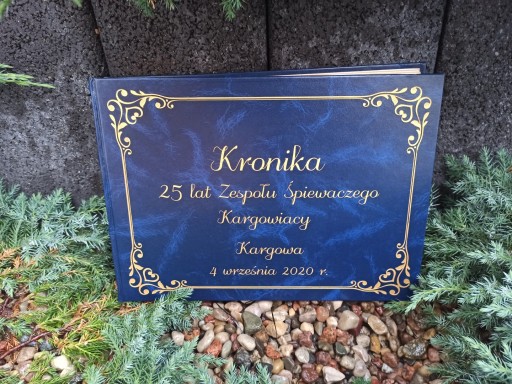 Kronika
25 lat Zespołu Śpiewaczego
Kargowiacy
Kargowa
4 września 2020 r.